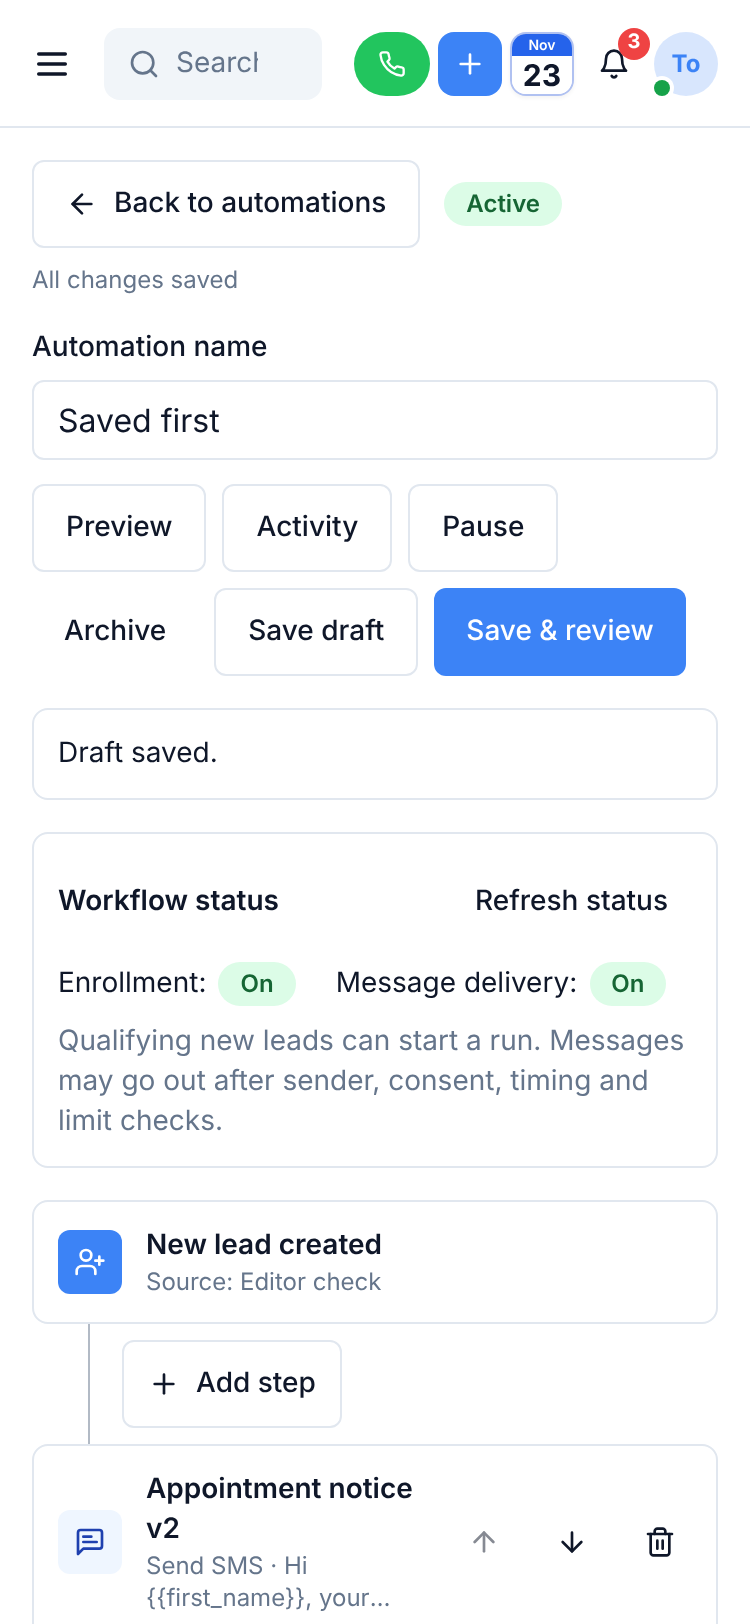 Search
Nov
23
3
To
Back to automations
Active
All changes saved
Automation name
Saved first
Preview
Activity
Pause
Archive
Save draft
Save & review
Draft saved.
Workflow status
Refresh status
Enrollment: On
Message delivery: On
Qualifying new leads can start a run. Messages
may go out after sender, consent, timing and
limit checks.
New lead created
Source: Editor check
Add step
Appointment notice
v2
Send SMS · Hi
{{first_name}}, your...